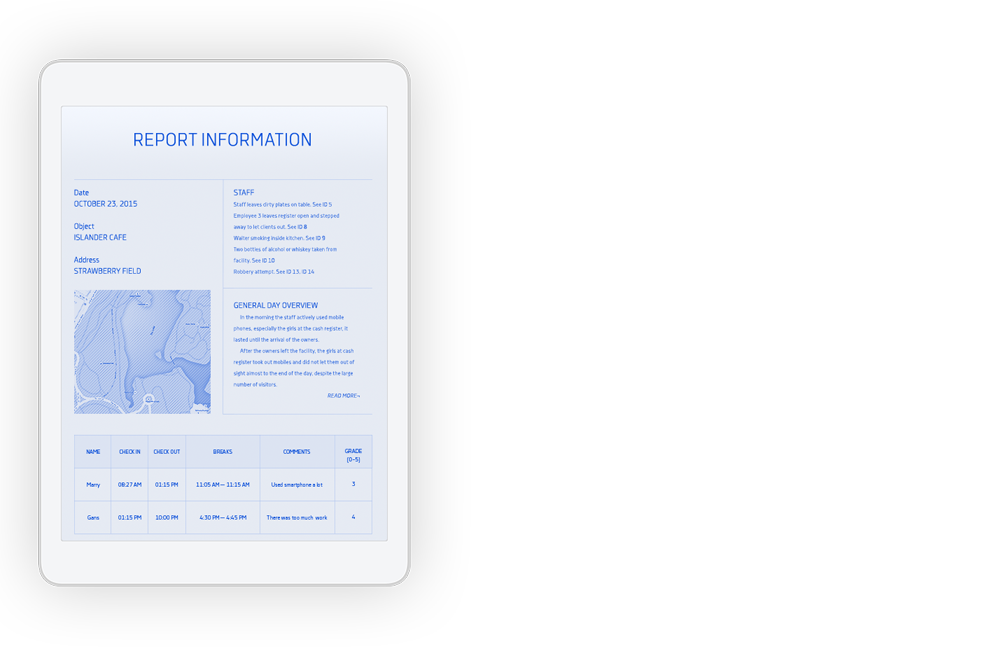 REPORT INFORMATION
Date
OCTOBER 23, 2015
Object
ISLANDER CAFE
Address
STRAWBERRY FIELD
STAFF
Staff leaves dirty plates on table. See ID 5
Employee 3 leaves register open and stepped
away to let clients out. See ID 8
Waiter smoking inside kitchen. See ID 9
Two bottles of alcohol or whiskey taken from
facility. See ID 10
Robbery attempt. See ID 13, ID 14
GENERAL DAY OVERVIEW
In the morning the staff actively used mobile
phones, especially the girls at the cash register, it
lasted until the arrival of the owners.
After the owners left the facility, the girls at cash
register took out mobiles and did not let them out of
sight almost to the end of the day, despite the large
number of visitors.
READ MORE
NAME CHECK IN CHECK OUT BREAKS COMMENTS GRADE
(0-5)
Marry 08:27 AM 01:15 PM 11:05 AM — 11:15 AM Used smartphone a lot 3
Gans 01:15 PM 10:00 PM 4:30 PM — 4:45 PM There was too much work 4